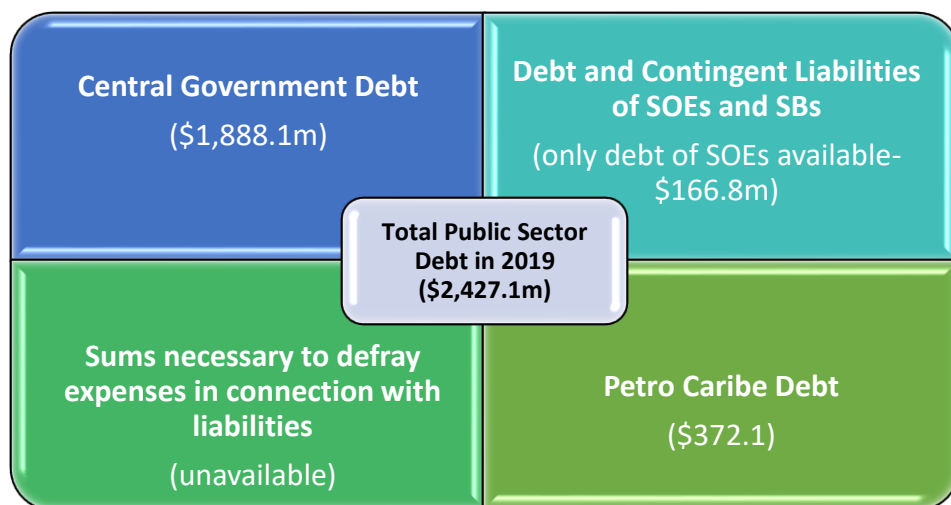 Central Government Debt
($1,888.1m)
Debt and Contingent Liabilities
of SOEs and SBs
(only debt of SOEs available-
$166.8m)
Total Public Sector
Debt in 2019
($2,427.1m)
Sums necessary to defray
expenses in connection with
liabilities
(unavailable)
Petro Caribe Debt
($372.1)